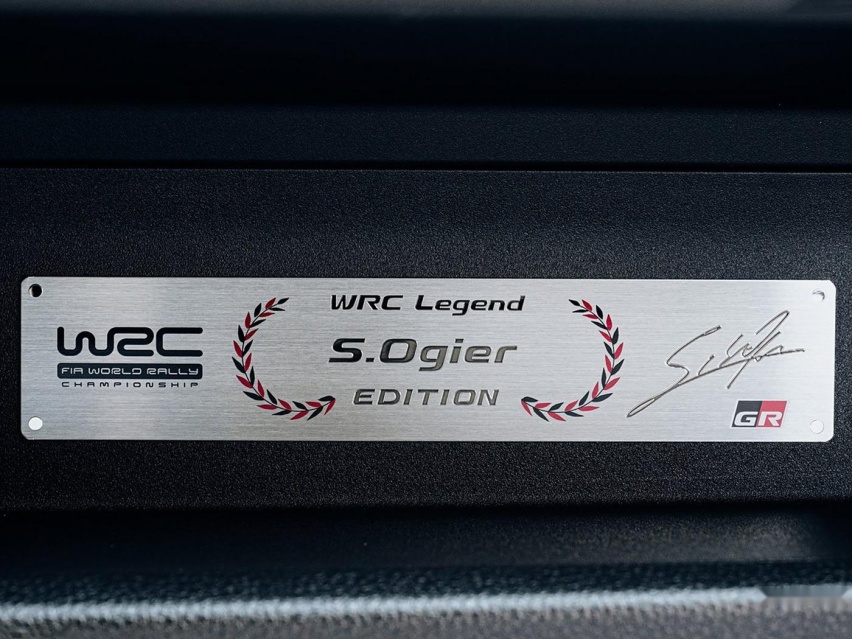 WRC
FIA WORLD RALLY
CHAMPIONSHIP
WRC Legend
S.Ogier
EDITION
GR